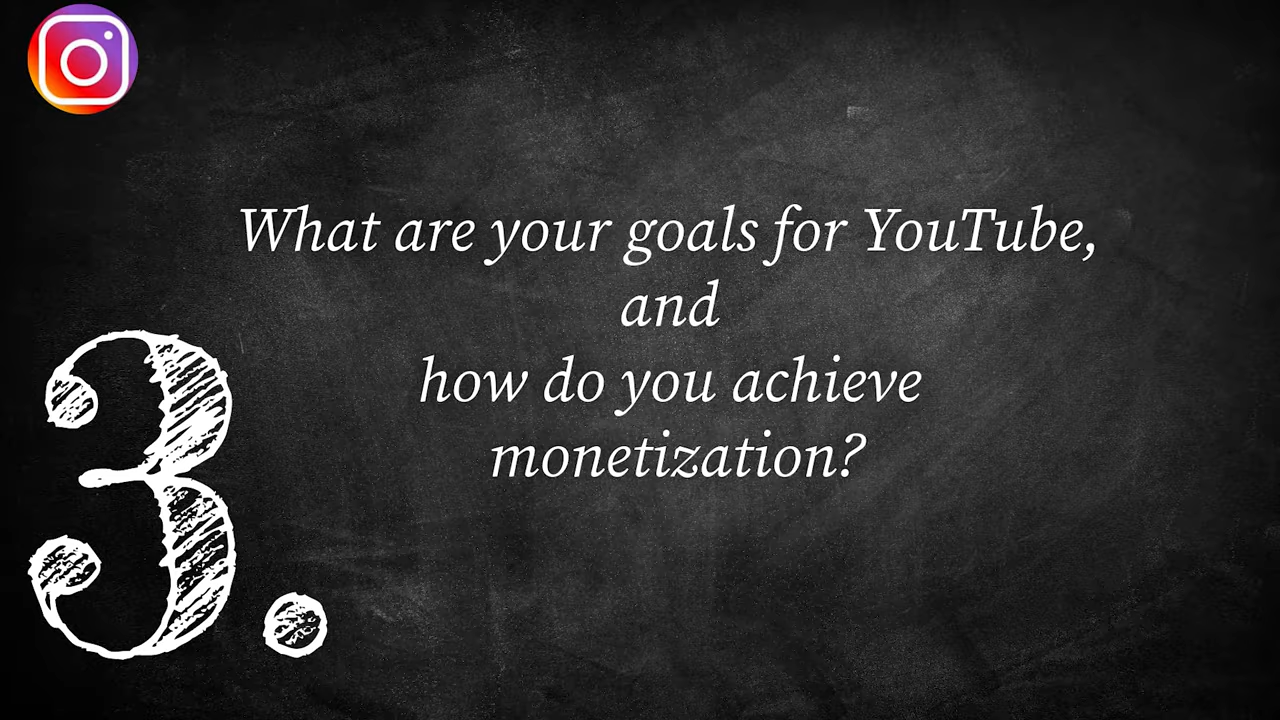 What are your goals for YouTube,
and
how do you achieve
monetization?
3.